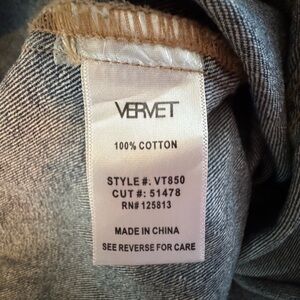 VERVET
100% COTTON
STYLE #: VT850
CUT #: 51478
RN# 125813
MADE IN CHINA
SEE REVERSE FOR CARE